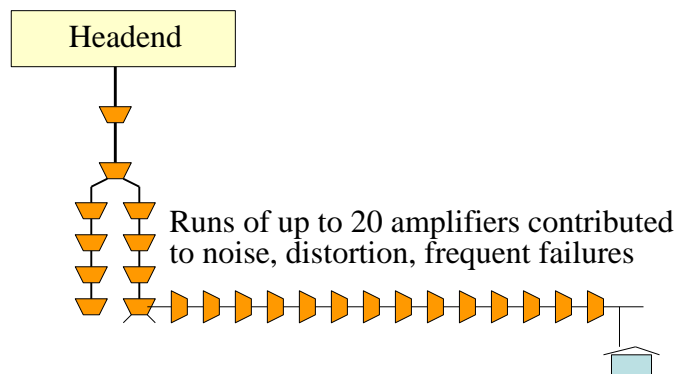 Headend
Runs of up to 20 amplifiers contributed
to noise, distortion, frequent failures